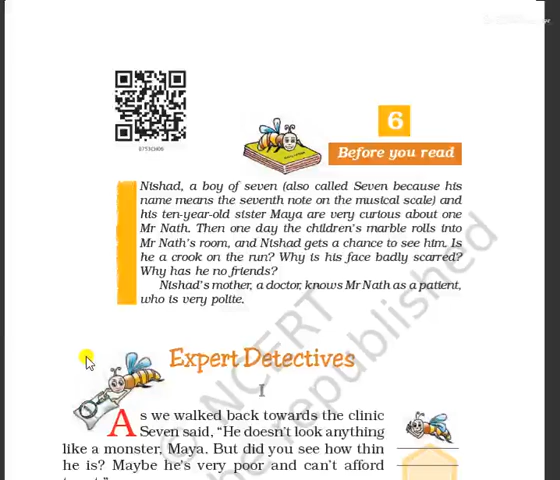 0753CH06
6
Before you read
Nishad, a boy of seven (also called Seven because his
name means the seventh note on the musical scale) and
his ten-year-old sister Maya are very curious about one
Mr Nath. Then one day the children's marble rolls into
Mr Nath's room, and Nishad gets a chance to see him. Is
he a crook on the run? Why is his face badly scarred?
Why has he no friends?
Nishad's mother, a doctor, knows Mr Nath as a patient,
who is very polite.
Expert Detectives
I
As we walked back towards the clinic
Seven said, “He doesn't look anything
like a monster, Maya. But did you see how thin
he is? Maybe he's very poor and can't afford
© NCERT
be republished